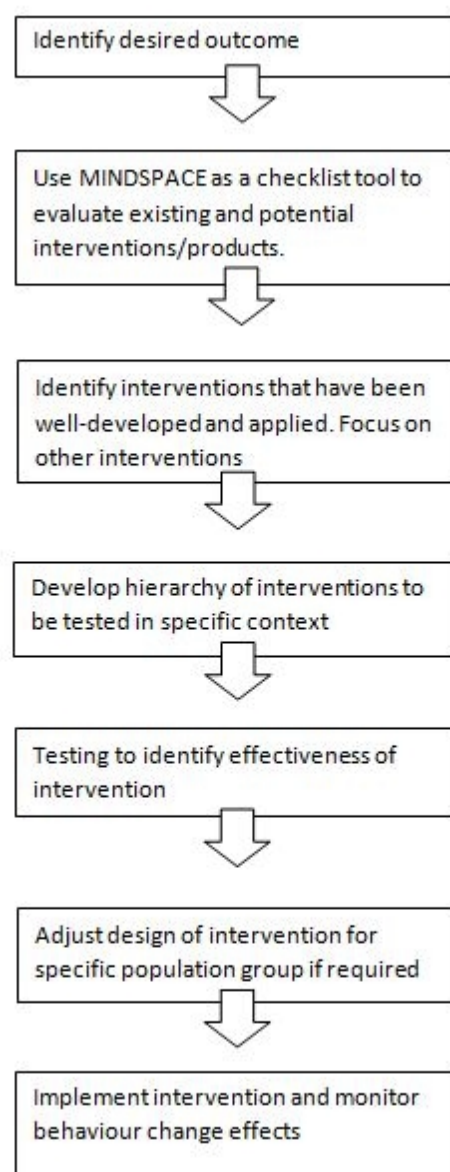 Identify desired outcome
Use MINDSPACE as a checklist tool to
evaluate existing and potential
interventions/products.
Identify interventions that have been
well-developed and applied. Focus on
other interventions
Develop hierarchy of interventions to
be tested in specific context
Testing to identify effectiveness of
intervention
Adjust design of intervention for
specific population group if required
Implement intervention and monitor
behaviour change effects